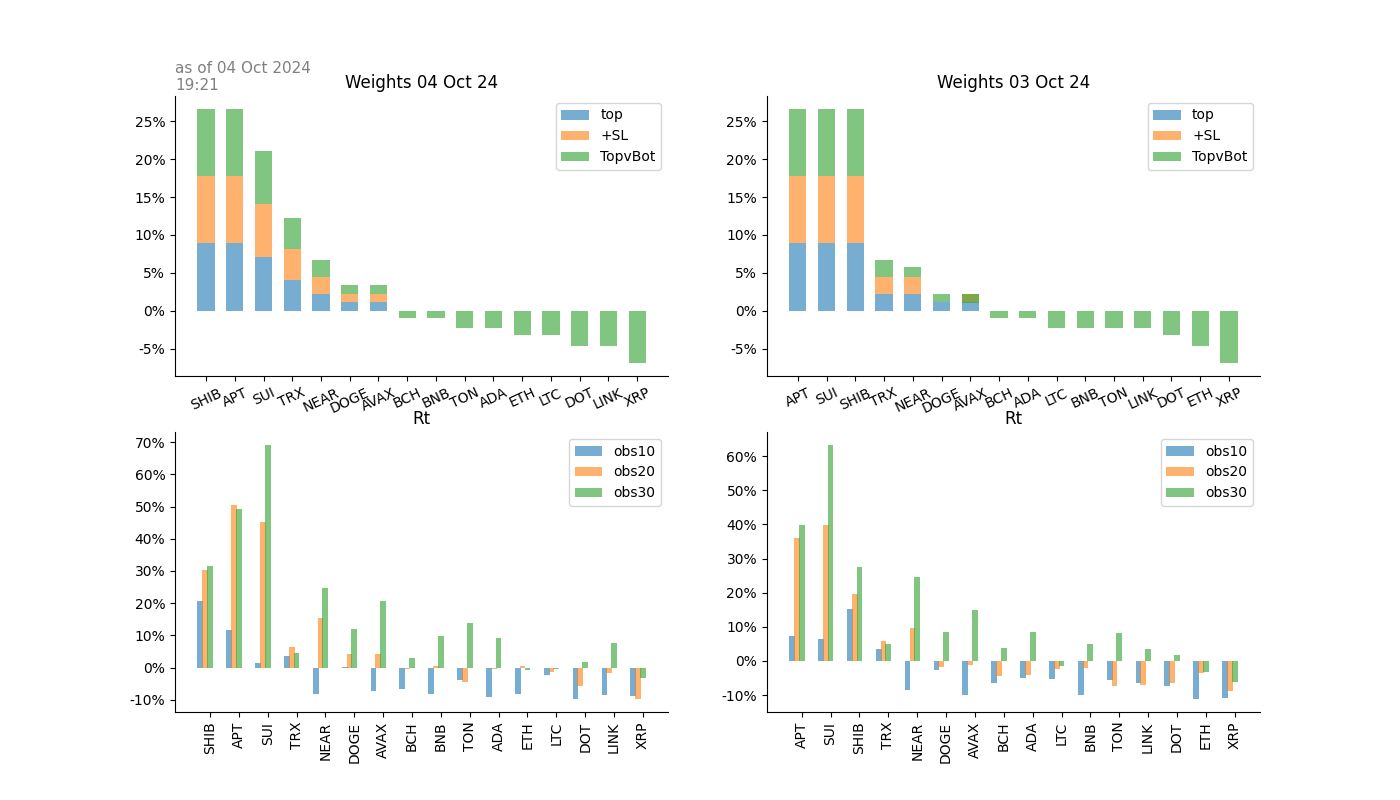 as of 04 Oct 2024
19:21
Weights 04 Oct 24
25%
20%
15%
10%
5%
0%
-5%
top
+SL
TopvBot
SHIB APT SUI TRX NEAR DOGE AVAX BCH BNB TON ADA ETH LTC DOT LINK XRP
Weights 03 Oct 24
25%
20%
15%
10%
5%
0%
-5%
top
+SL
TopvBot
APT SUI SHIB TRX NEAR DOGE AVAX BCH ADA LTC BNB TON LINK DOT ETH XRP
Rt
70%
60%
50%
40%
30%
20%
10%
0%
-10%
obs10
obs20
obs30
SHIB APT SUI TRX NEAR DOGE AVAX BCH BNB TON ADA ETH LTC DOT LINK XRP
Rt
60%
50%
40%
30%
20%
10%
0%
-10%
obs10
obs20
obs30
APT SUI SHIB TRX NEAR DOGE AVAX BCH ADA LTC BNB TON LINK DOT ETH XRP